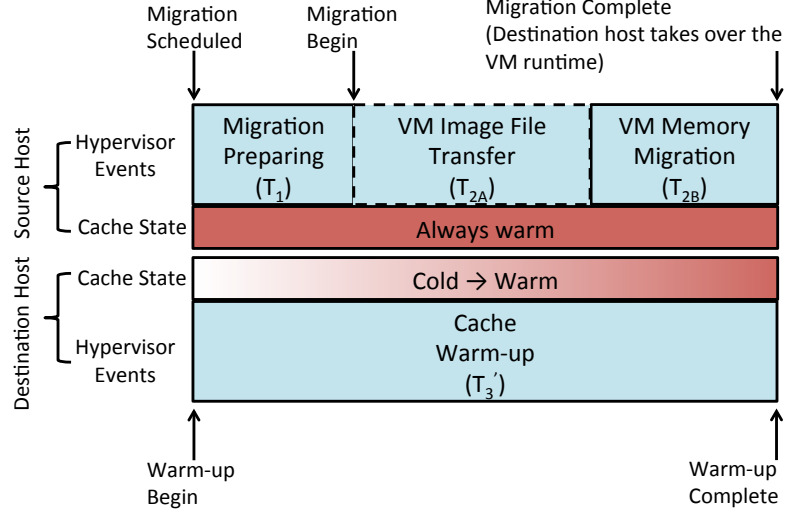 Migration
Scheduled
Migration
Begin
Migration Complete
(Destination host takes over the
VM runtime)
Source Host
Hypervisor
Events
Migration
Preparing
(T1)
VM Image File
Transfer
(T2A)
VM Memory
Migration
(T2B)
Cache State
Always warm
Destination Host
Cache State
Cold → Warm
Hypervisor
Events
Cache
Warm-up
(T3')
Warm-up
Begin
Warm-up
Complete